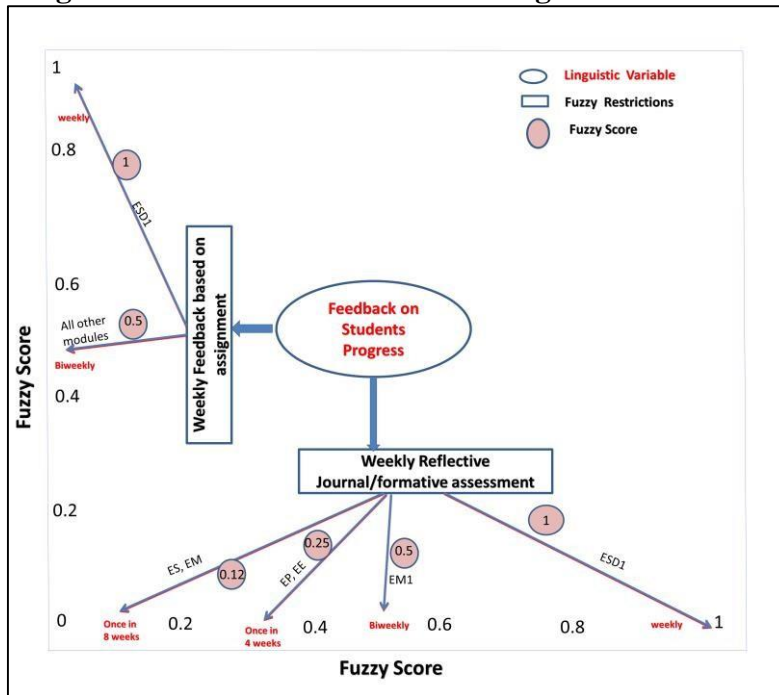 1
Linguistic Variable
Fuzzy Restrictions
Fuzzy Score
weekly
0.8
1
ESD1
0.6
Weekly Feedback based on
assignment
All other
modules
0.5
Biweekly
Feedback on
Students
Progress
0.4
Fuzzy Score
Weekly Reflective
Journal/formative assessment
0.2
ES, EM
0.12
EP, EE
0.25
0.5
EM1
1
ESD1
0
Once in
8 weeks
0.2
Once in
4 weeks
0.4
Biweekly
0.6
0.8
weekly
1
Fuzzy Score